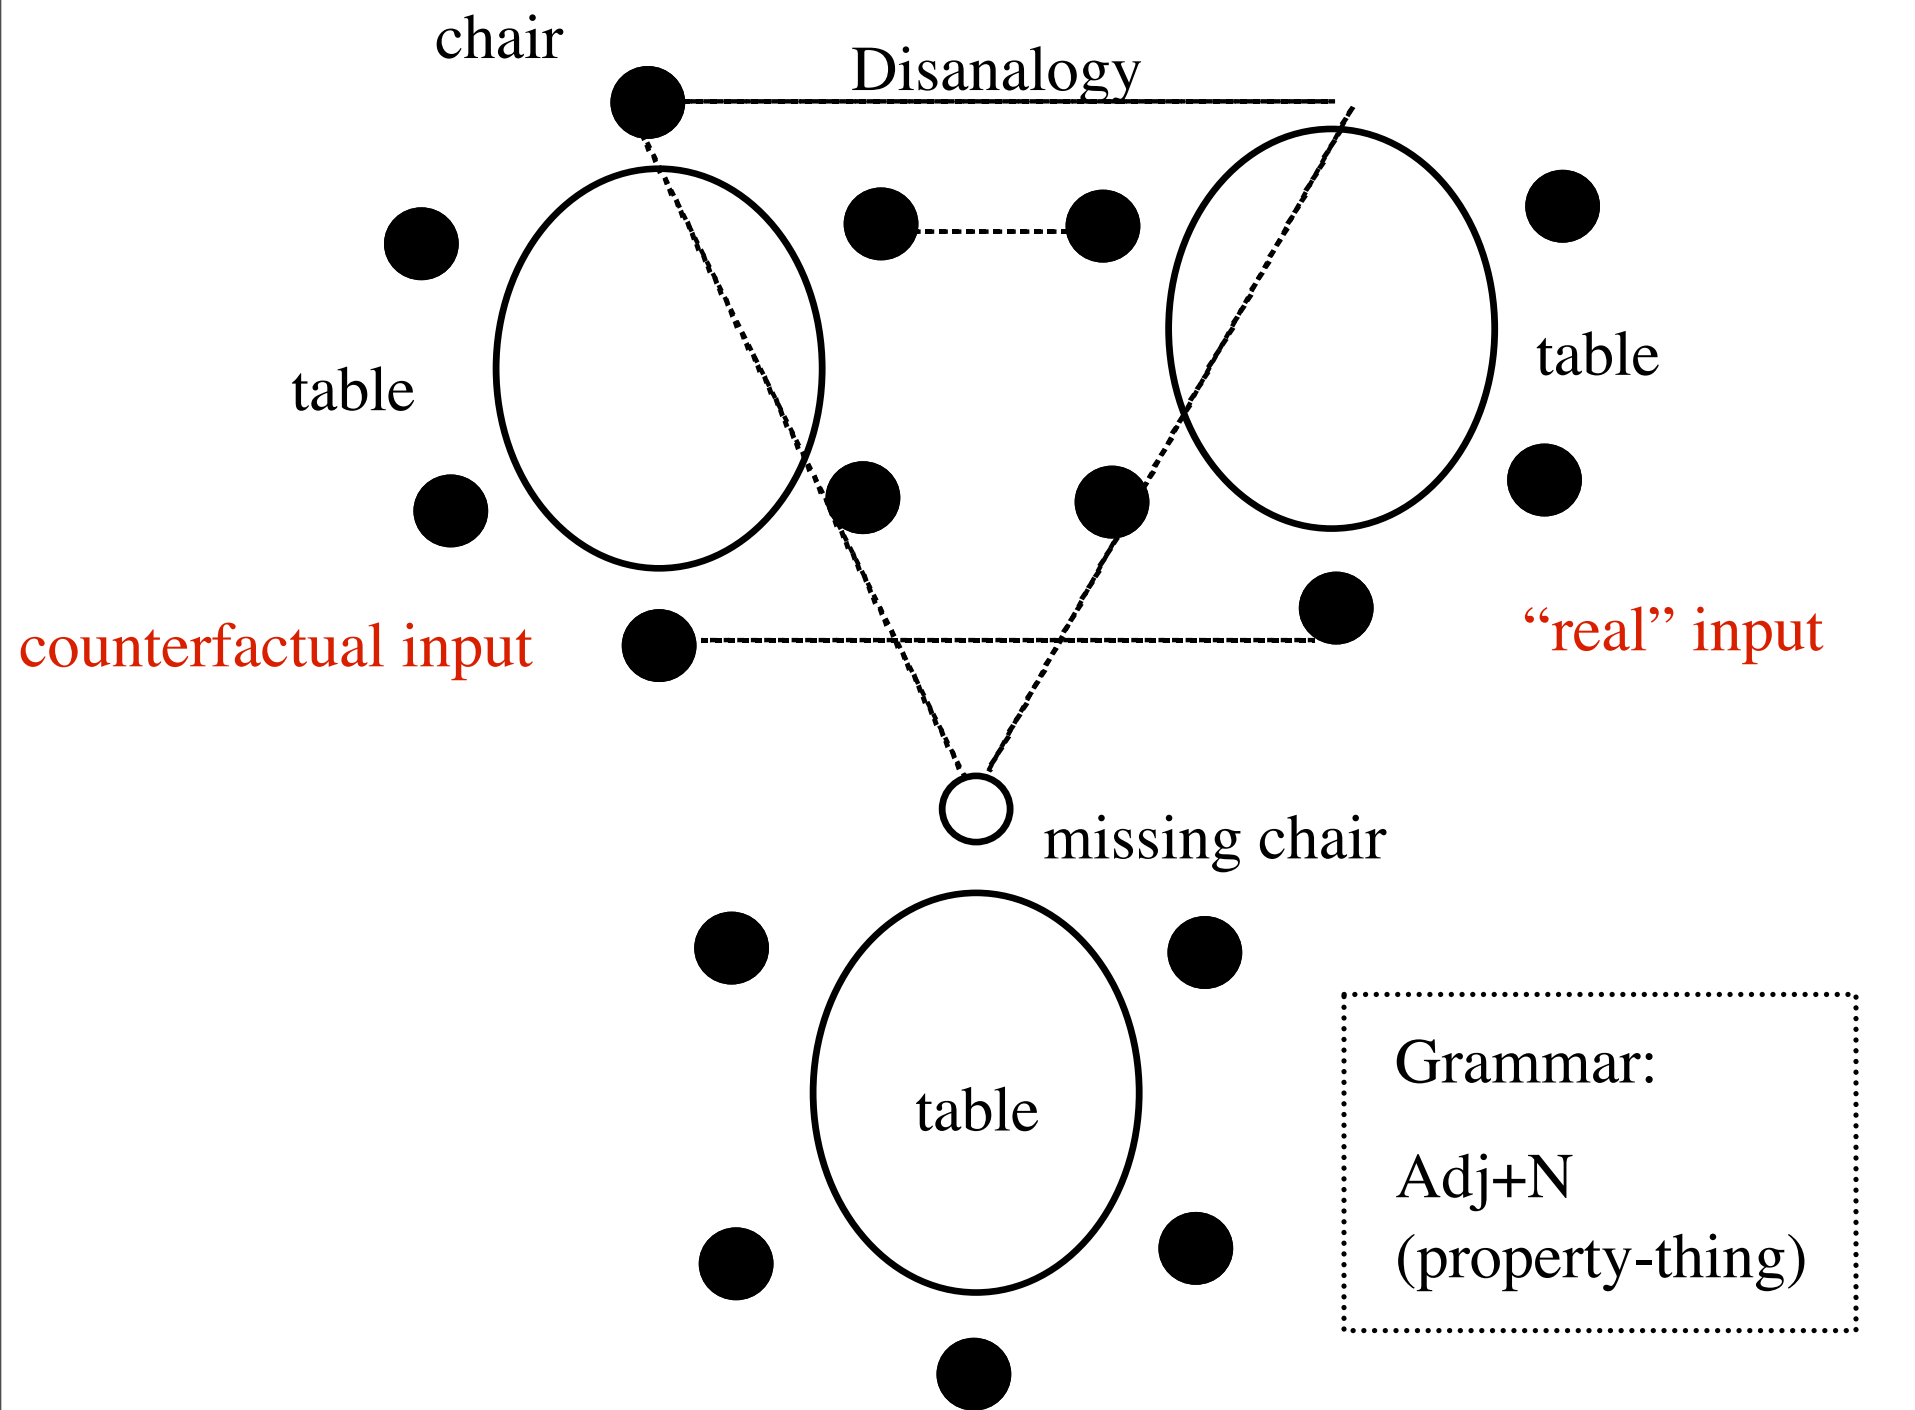 chair
Disanalogy
table
table
counterfactual input
“real” input
missing chair
table
Grammar:
Adj+N
(property-thing)